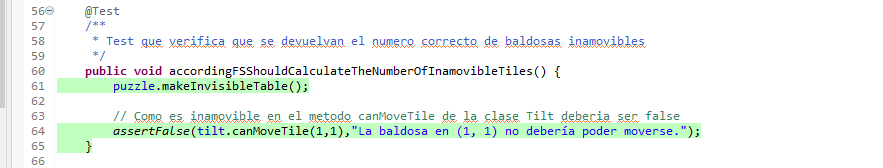 56 @Test
57 /**
58 * Test que verifica que se devuelvan el numero correcto de baldosas inamovibles
59 */
60 public void accordingFSShouldCalculateTheNumberOfInamovibleTiles() {
61 puzzle.makeInvisibleTable();
62
63 // Como es inamovible en el metodo canMoveTile de la clase Tilt deberia ser false
64 assertFalse(tilt.canMoveTile(1,1),"La baldosa en (1, 1) no debería poder moverse.");
65 }
66